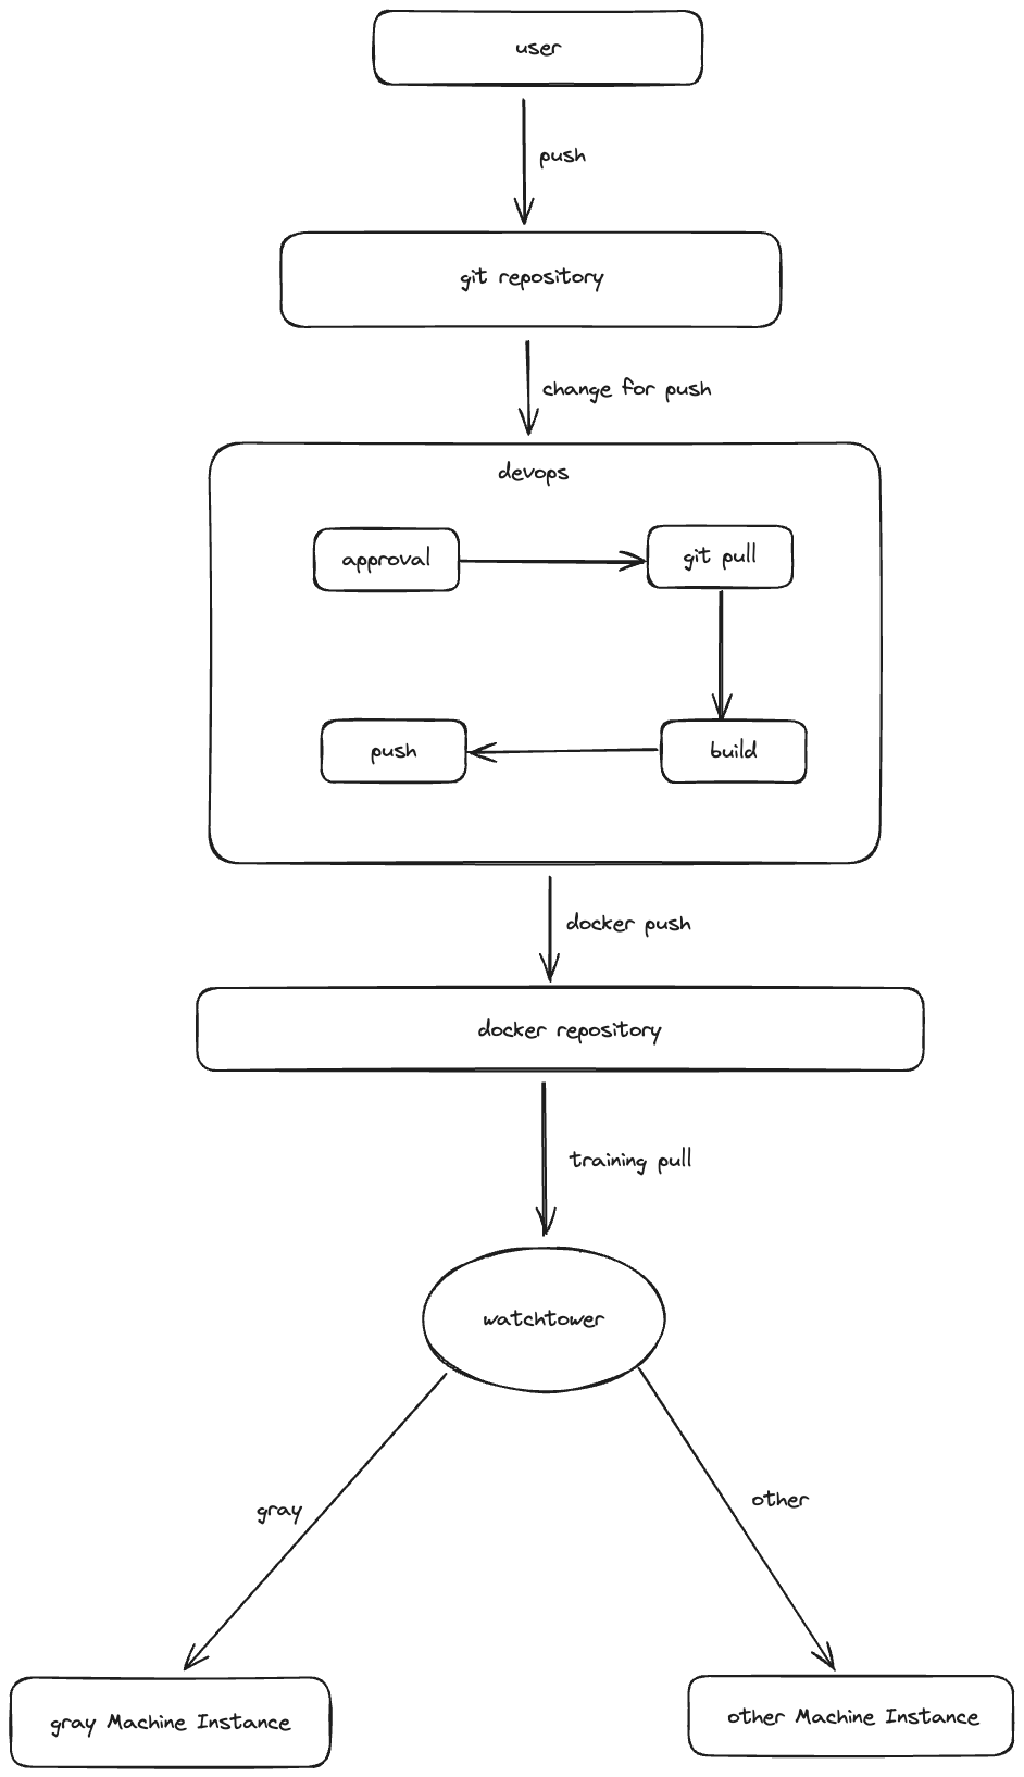 user
push
git repository
change for push
devops
approval
git pull
push
build
docker push
docker repository
training pull
watchtower
gray
other
gray Machine Instance
other Machine Instance